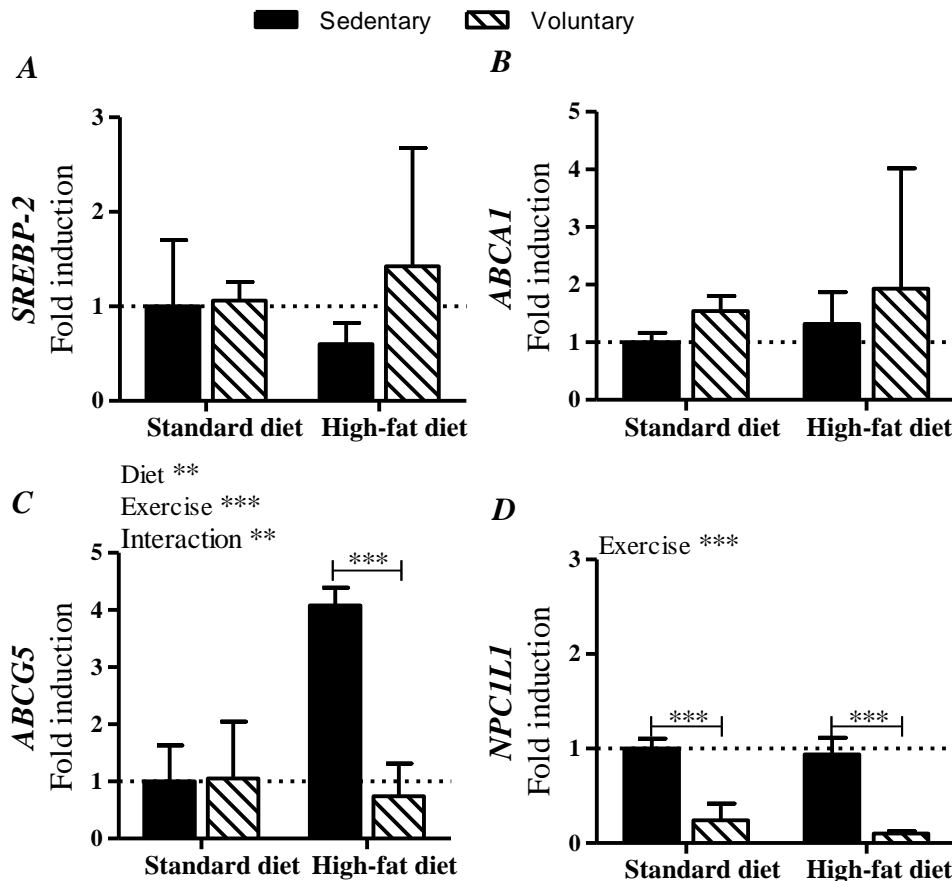 Sedentary Voluntary
A
SREBP-2
Fold induction
3
2
1
0
Standard diet High-fat diet
B
ABCA1
Fold induction
5
4
3
2
1
0
Standard diet High-fat diet
C
Diet **
Exercise ***
Interaction **
ABCG5
Fold induction
5
4
3
2
1
0
***
Standard diet High-fat diet
D
Exercise ***
NPC1L1
Fold induction
3
2
1
0
*** ***
Standard diet High-fat diet